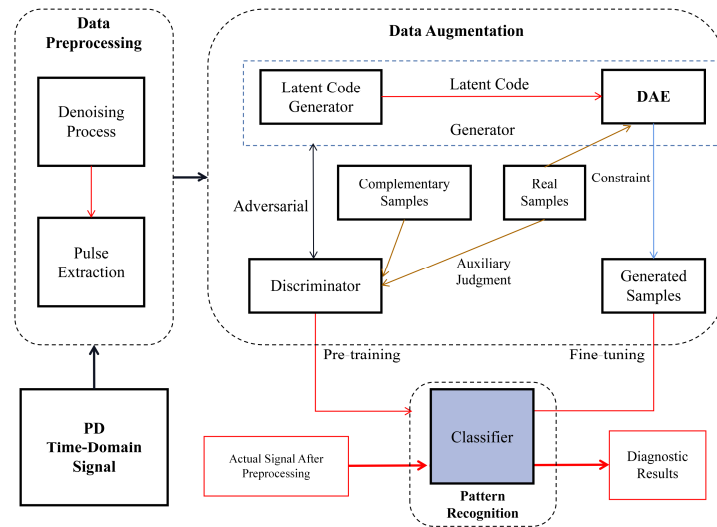 Data
Preprocessing
Denoising
Process
Pulse
Extraction
PD
Time-Domain
Signal
Data Augmentation
Latent Code
Generator
Latent Code
DAE
Generator
Adversarial
Complementary
Samples
Real
Samples
Constraint
Auxiliary
Judgment
Discriminator
Generated
Samples
Pre training
Fine tuning
Actual Signal After
Preprocessing
Classifier
Pattern
Recognition
Diagnostic
Results